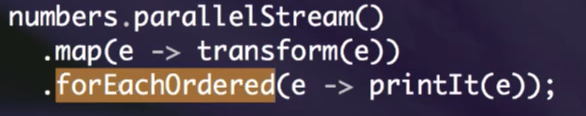 numbers.parallelStream()
.map(e -> transform(e))
.forEachOrdered(e -> printIt(e));